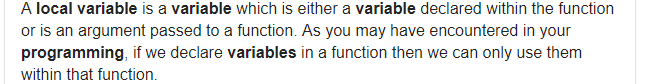 A local variable is a variable which is either a variable declared within the function
or is an argument passed to a function. As you may have encountered in your
programming, if we declare variables in a function then we can only use them
within that function.